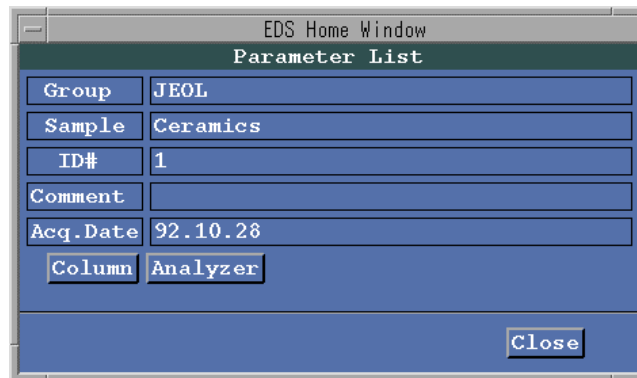 EDS Home Window
Parameter List
Group JEOL
Sample Ceramics
ID# 1
Comment
Acq.Date 92.10.28
Column Analyzer
Close